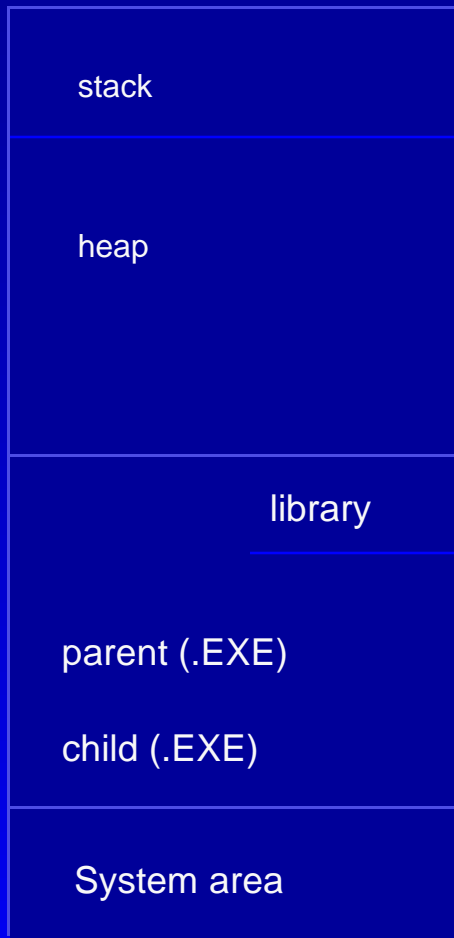 stack
heap
library
parent (.EXE)
child (.EXE)
System area